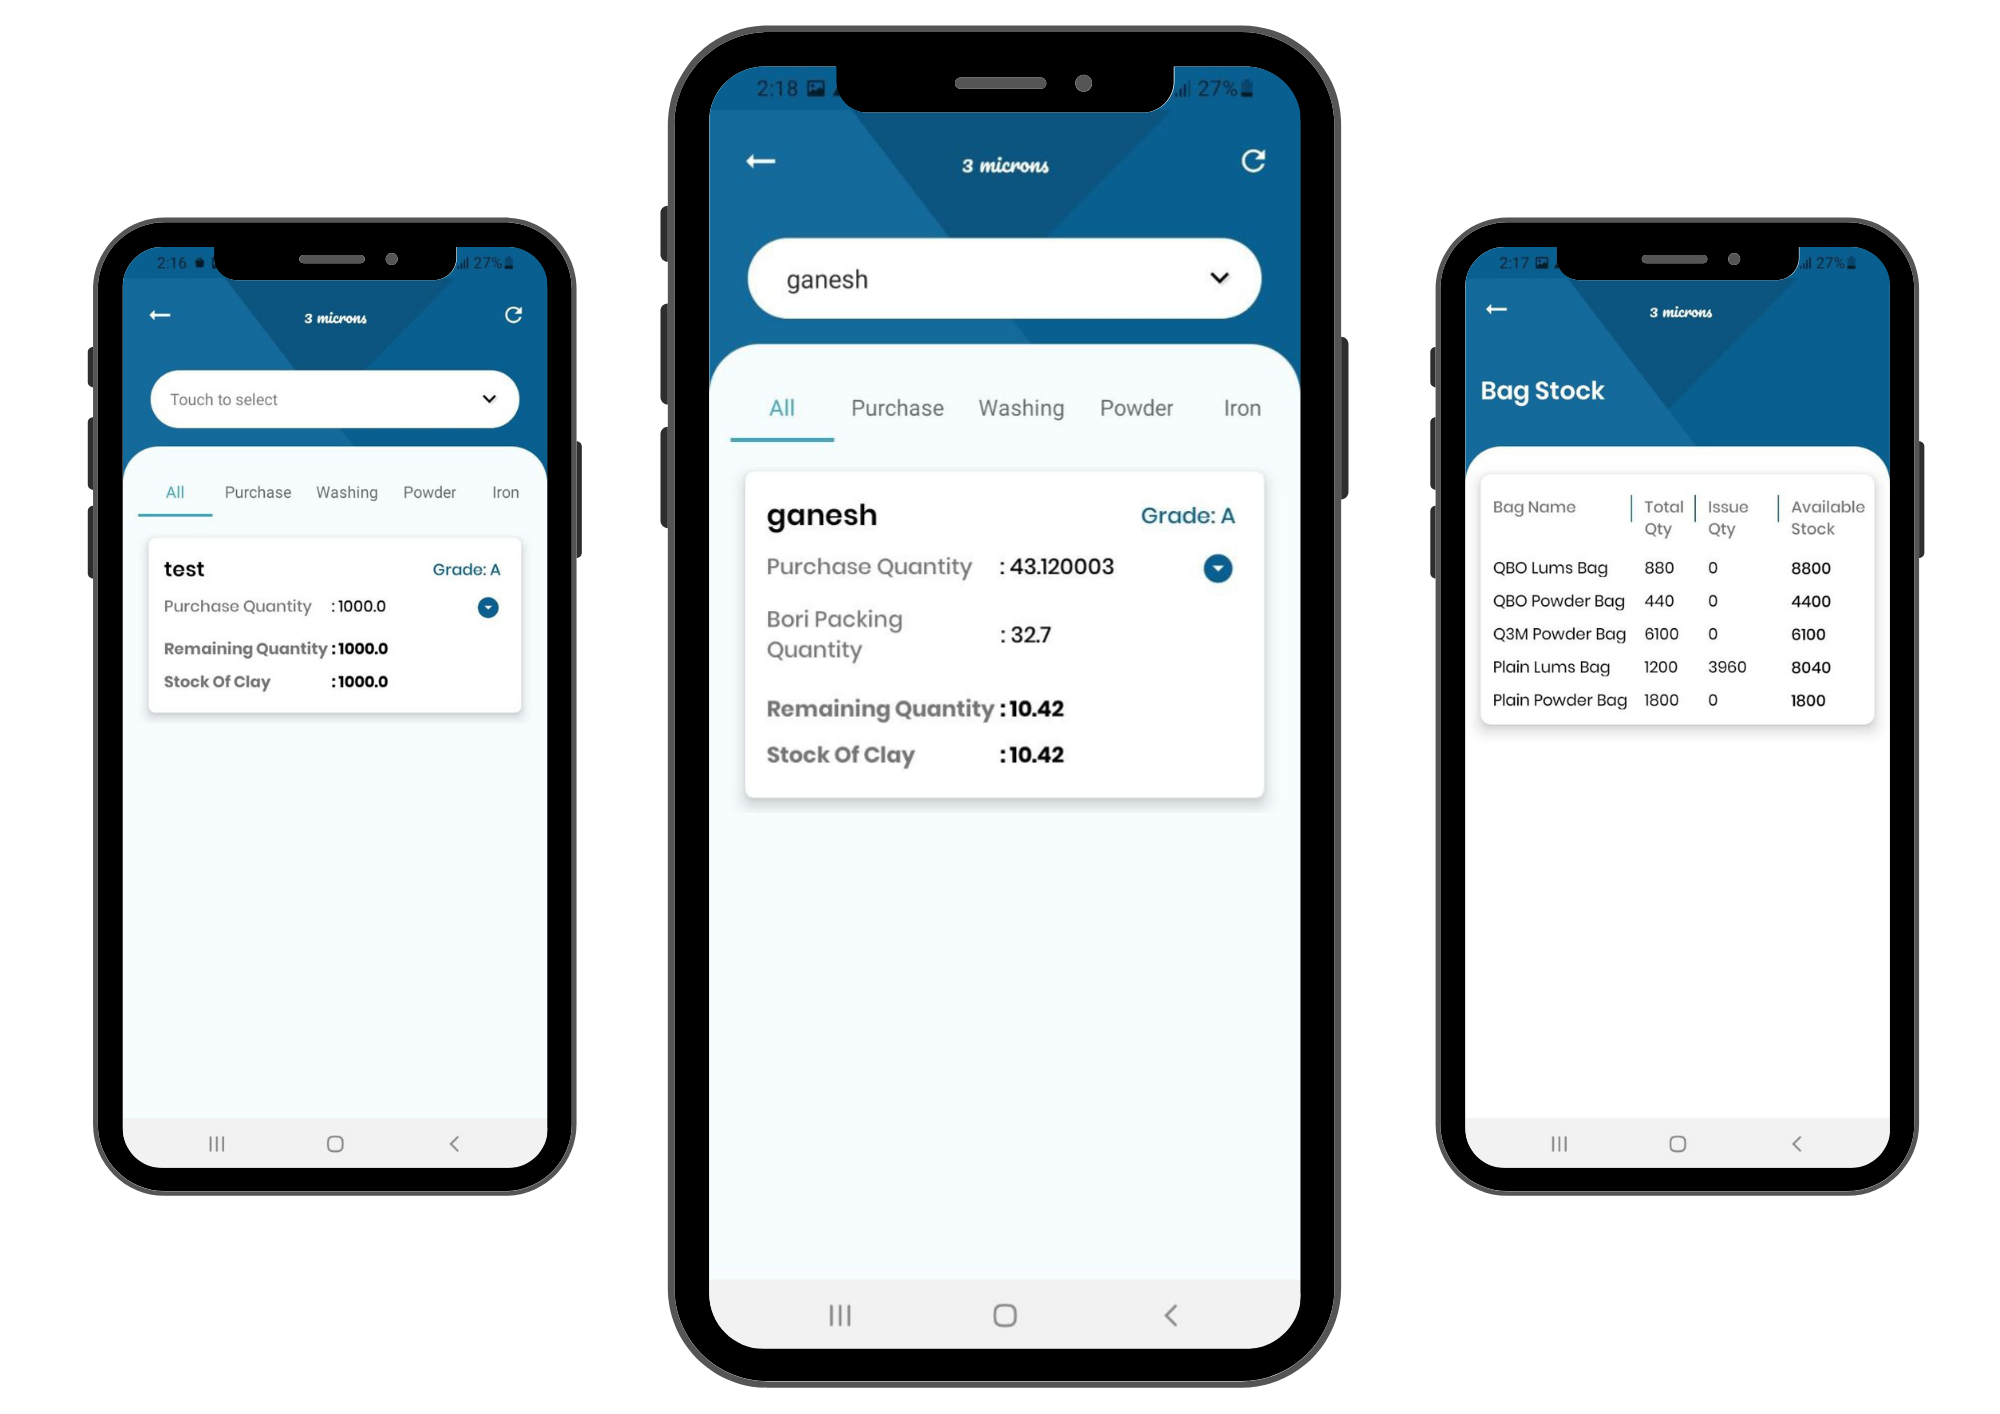 2:16
27%
3 microns
Touch to select
All Purchase Washing Powder Iron
test Grade: A
Purchase Quantity : 1000.0
Remaining Quantity : 1000.0
Stock Of Clay : 1000.0
2:18
27%
3 microns
ganesh
All Purchase Washing Powder Iron
ganesh Grade: A
Purchase Quantity : 43.120003
Bori Packing
Quantity : 32.7
Remaining Quantity : 10.42
Stock Of Clay : 10.42
2:17
27%
3 microns
Bag Stock
Bag Name Total Issue Available
Qty Qty Stock
QBO Lums Bag 880 0 8800
QBO Powder Bag 440 0 4400
Q3M Powder Bag 6100 0 6100
Plain Lums Bag 1200 3960 8040
Plain Powder Bag 1800 0 1800